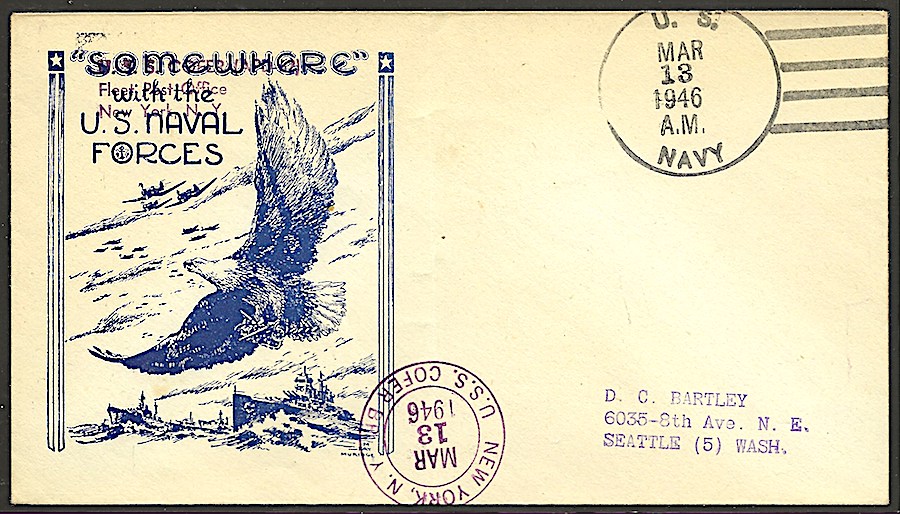 "SOMEWHERE"
Fleet Post Office
with the
New York, N. Y.
U. S. NAVAL
FORCES
U. S.
MAR
13
1946
A.M.
NAVY
D. C. BARTLEY
6035-8th Ave. N. E.
SEATTLE (5) WASH.
U.S.S. COFER
NEW YORK, N. Y.
MAR
13
1946